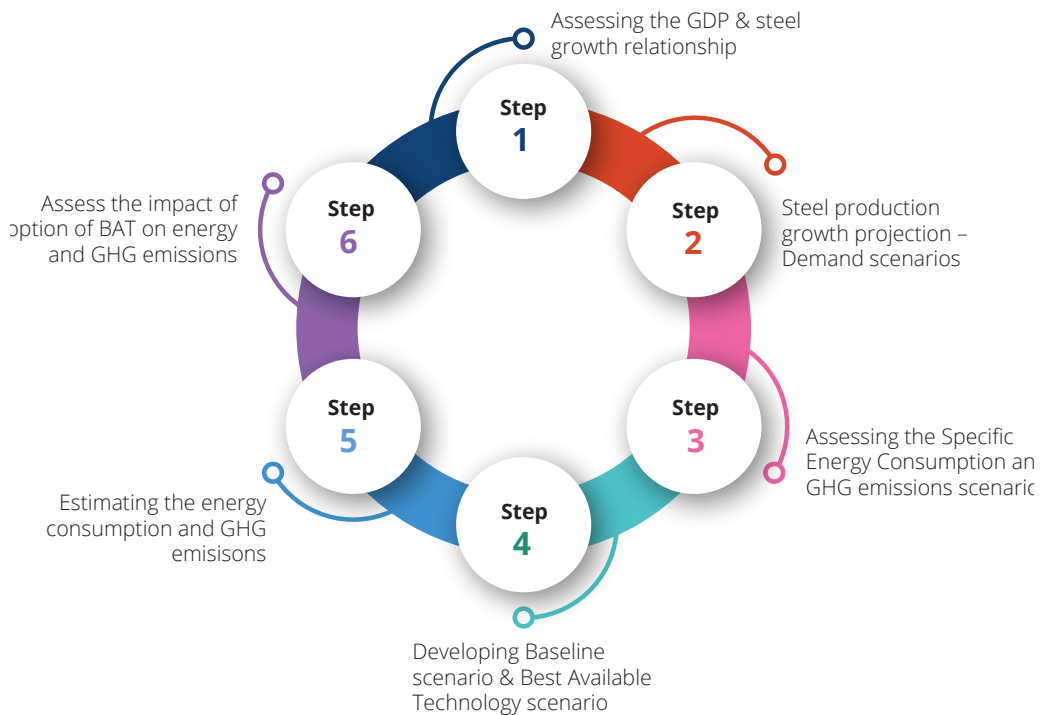 Assessing the GDP & steel
growth relationship
Step
1
Step
2
Steel production
growth projection –
Demand scenarios
Step
3
Assessing the Specific
Energy Consumption
GHG emissions
Step
4
Developing Baseline
scenario & Best Available
Technology scenario
Step
5
Estimating the energy
consumption and GHG
emisisons
Step
6
Assess the impact of
of BAT on energy
and GHG emissions